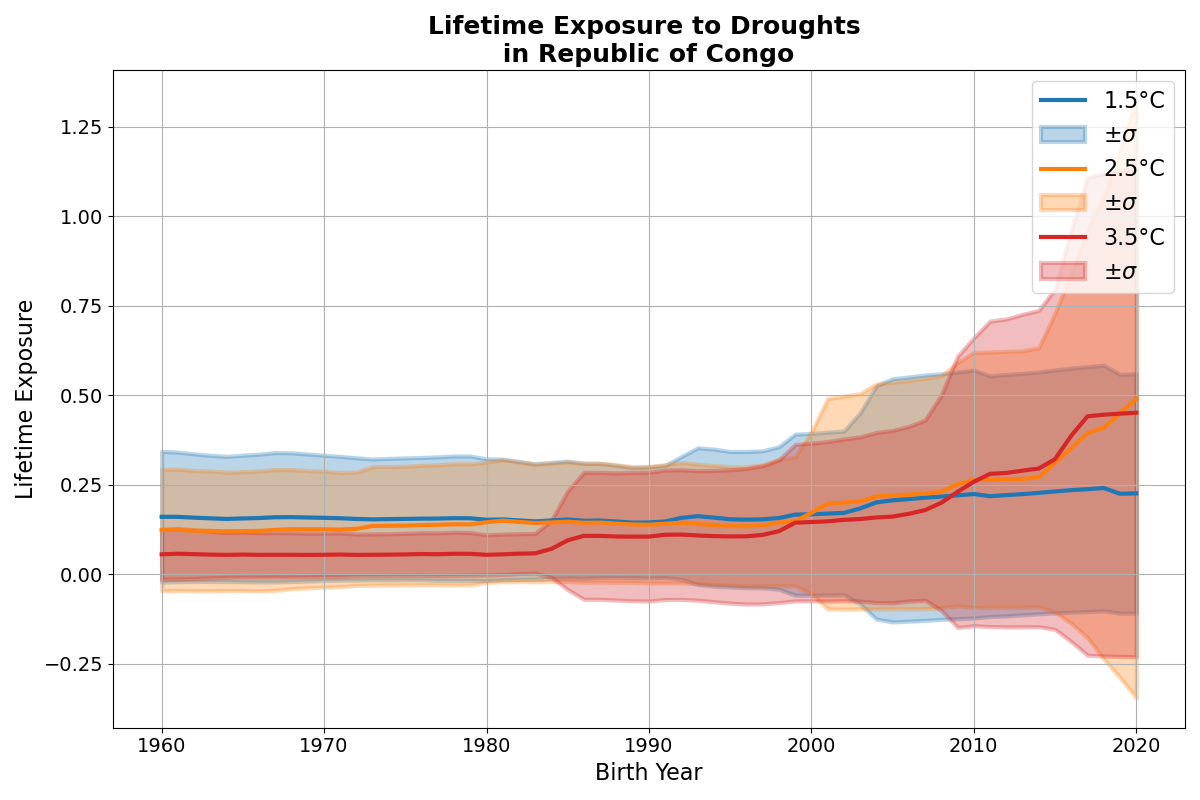 Lifetime Exposure to Droughts
in Republic of Congo
1.5°C
±σ
2.5°C
±σ
3.5°C
±σ
Lifetime Exposure
1.25
1.00
0.75
0.50
0.25
0.00
−0.25
1960 1970 1980 1990 2000 2010 2020
Birth Year